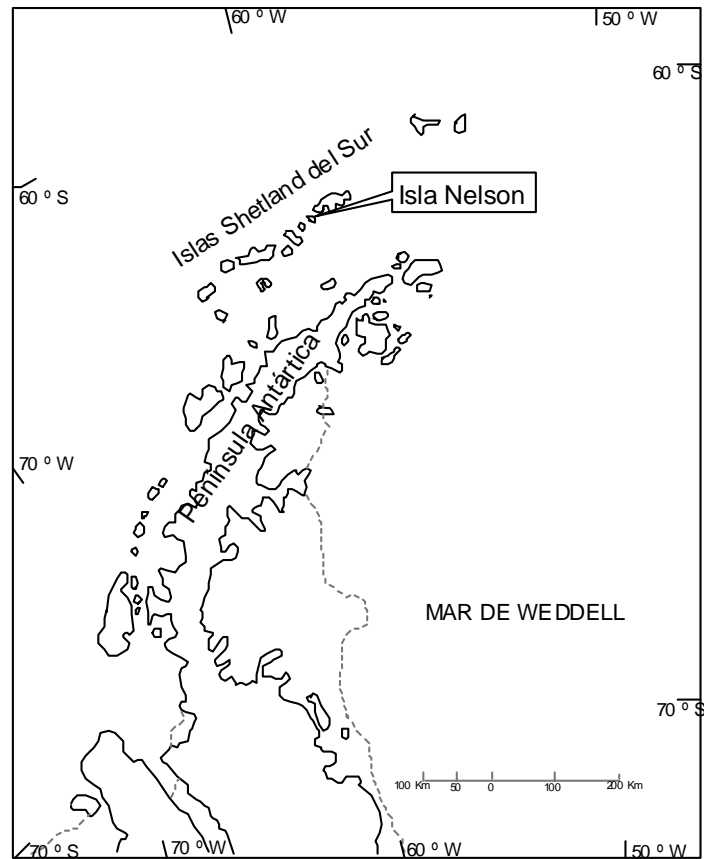 60 º W
50 º W
60 º S
60 º S
Islas Shetland del Sur
Isla Nelson
Península Antártica
70 º W
MAR DE WEDDELL
70 º S
100 Km 50 0 100 200 Km
70 º S
70 º W
60 º W
50 º W